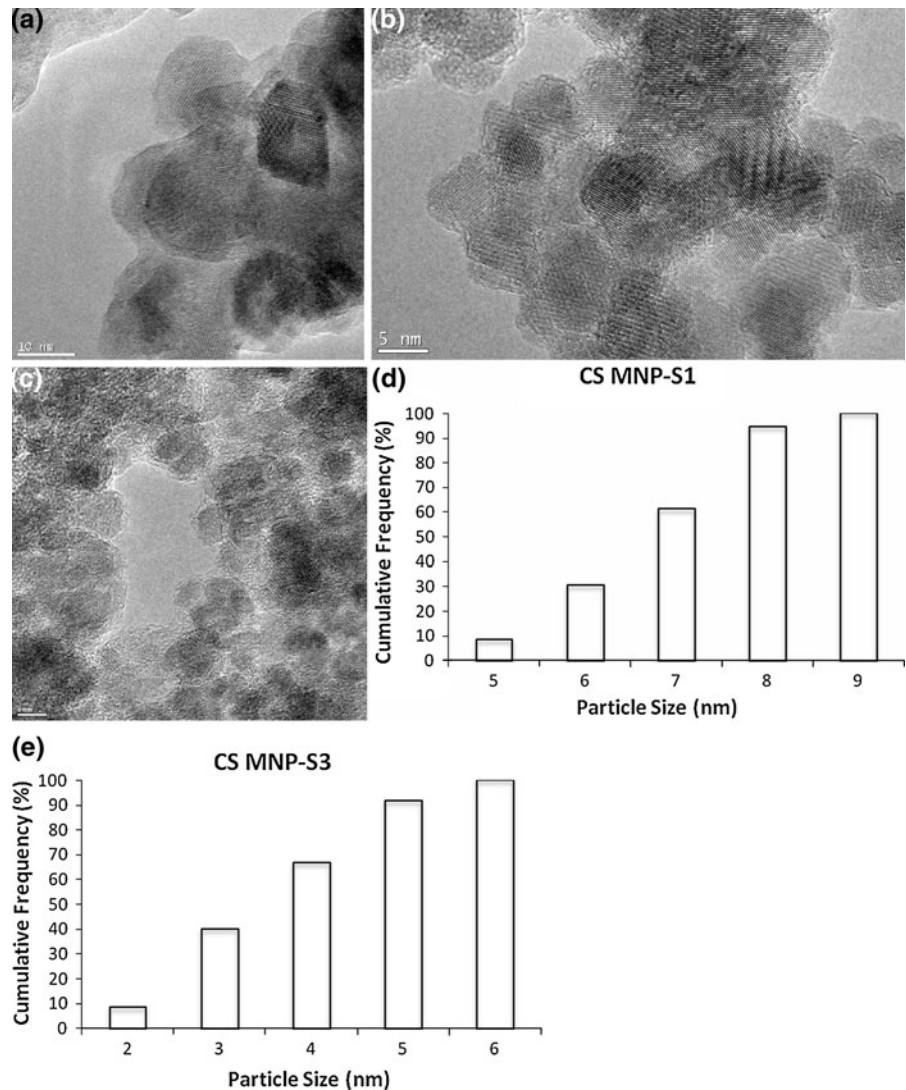 (a)
10 nm
(b)
5 nm
(c)
(d)
CS MNP-S1
Cumulative Frequency (%)
100
90
80
70
60
50
40
30
20
10
0
5 6 7 8 9
Particle Size (nm)
(e)
CS MNP-S3
Cumulative Frequency (%)
100
90
80
70
60
50
40
30
20
10
0
2 3 4 5 6
Particle Size (nm)